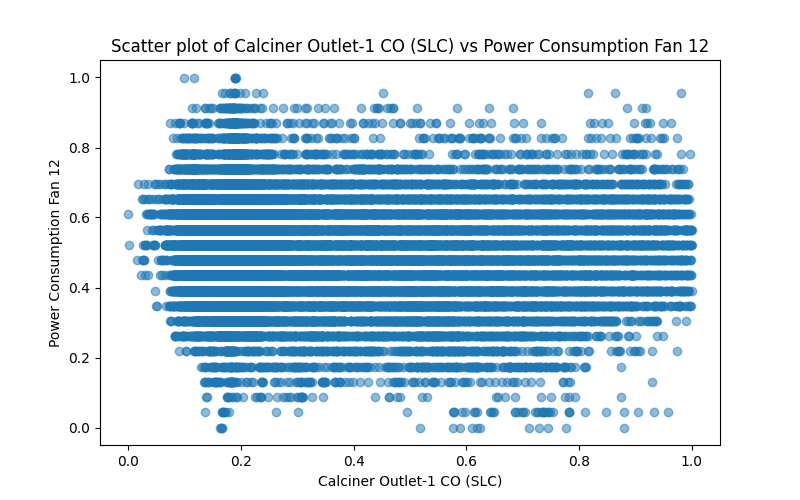 Scatter plot of Calciner Outlet-1 CO (SLC) vs Power Consumption Fan 12
1.0
0.8
0.6
0.4
0.2
0.0
Power Consumption Fan 12
0.0 0.2 0.4 0.6 0.8 1.0
Calciner Outlet-1 CO (SLC)